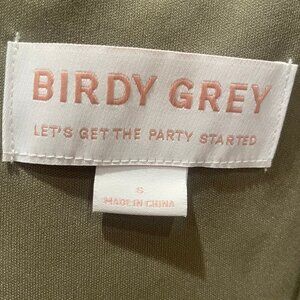 BIRDY GREY
LET'S GET THE PARTY STARTED
S
MADE IN CHINA